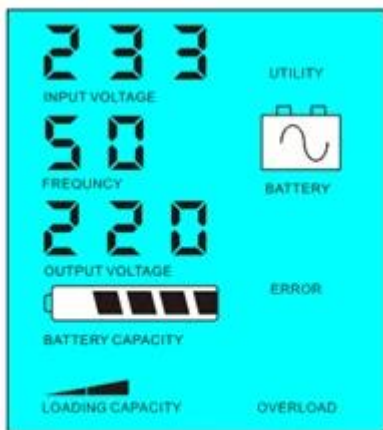 233
UTILITY
INPUT VOLTAGE
50
FREQUNCY
BATTERY
220
OUTPUT VOLTAGE
ERROR
BATTERY CAPACITY
LOADING CAPACITY
OVERLOAD